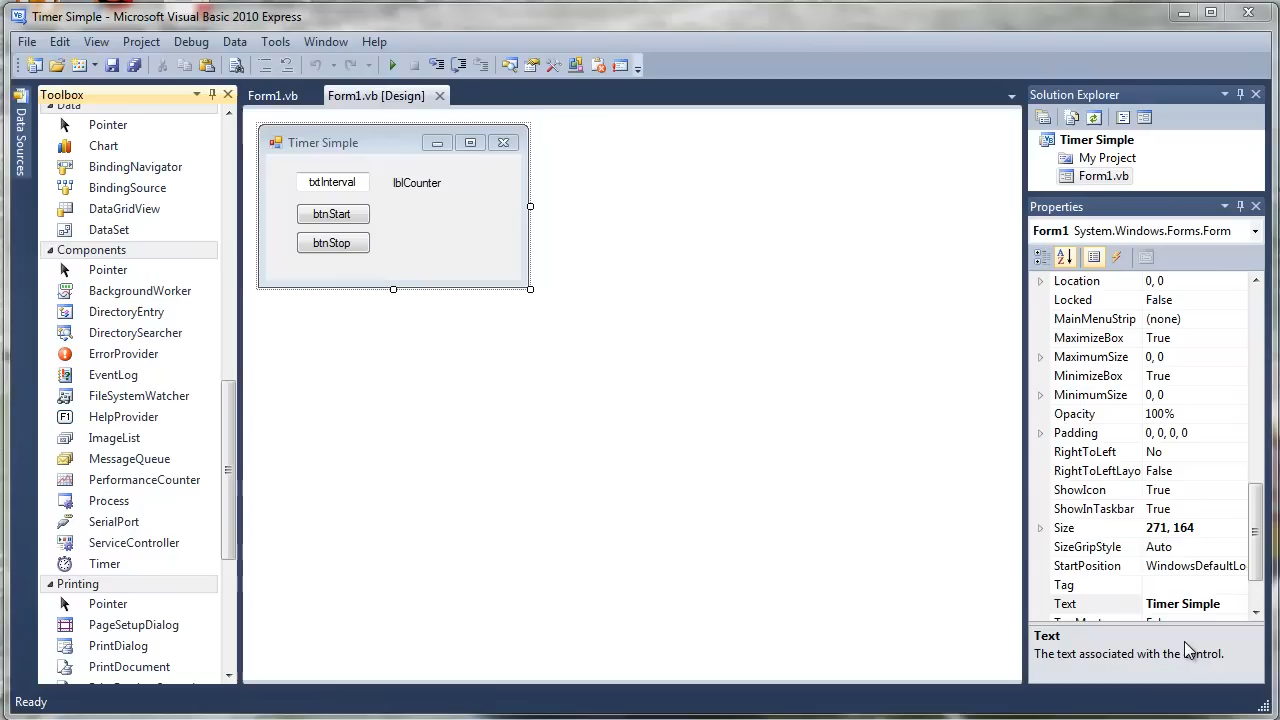 Timer Simple - Microsoft Visual Basic 2010 Express
File Edit View Project Debug Data Tools Window Help
Data Sources
Toolbox
Data
Pointer
Chart
BindingNavigator
BindingSource
DataGridView
DataSet
Components
Pointer
BackgroundWorker
DirectoryEntry
DirectorySearcher
ErrorProvider
EventLog
FileSystemWatcher
HelpProvider
ImageList
MessageQueue
PerformanceCounter
Process
SerialPort
ServiceController
Timer
Printing
Pointer
PageSetupDialog
PrintDialog
PrintDocument
Form1.vb
Form1.vb [Design]
Timer Simple
txtInterval
lblCounter
btnStart
btnStop
Solution Explorer
Timer Simple
My Project
Form1.vb
Properties
Form1 System.Windows.Forms.Form
Location 0, 0
Locked False
MainMenuStrip (none)
MaximizeBox True
MaximumSize 0, 0
MinimizeBox True
MinimumSize 0, 0
Opacity 100%
Padding 0, 0, 0, 0
RightToLeft No
RightToLeftLayo False
ShowIcon True
ShowInTaskbar True
Size 271, 164
SizeGripStyle Auto
StartPosition WindowsDefaultLo
Tag
Text Timer Simple
Text
The text associated with the control.
Ready